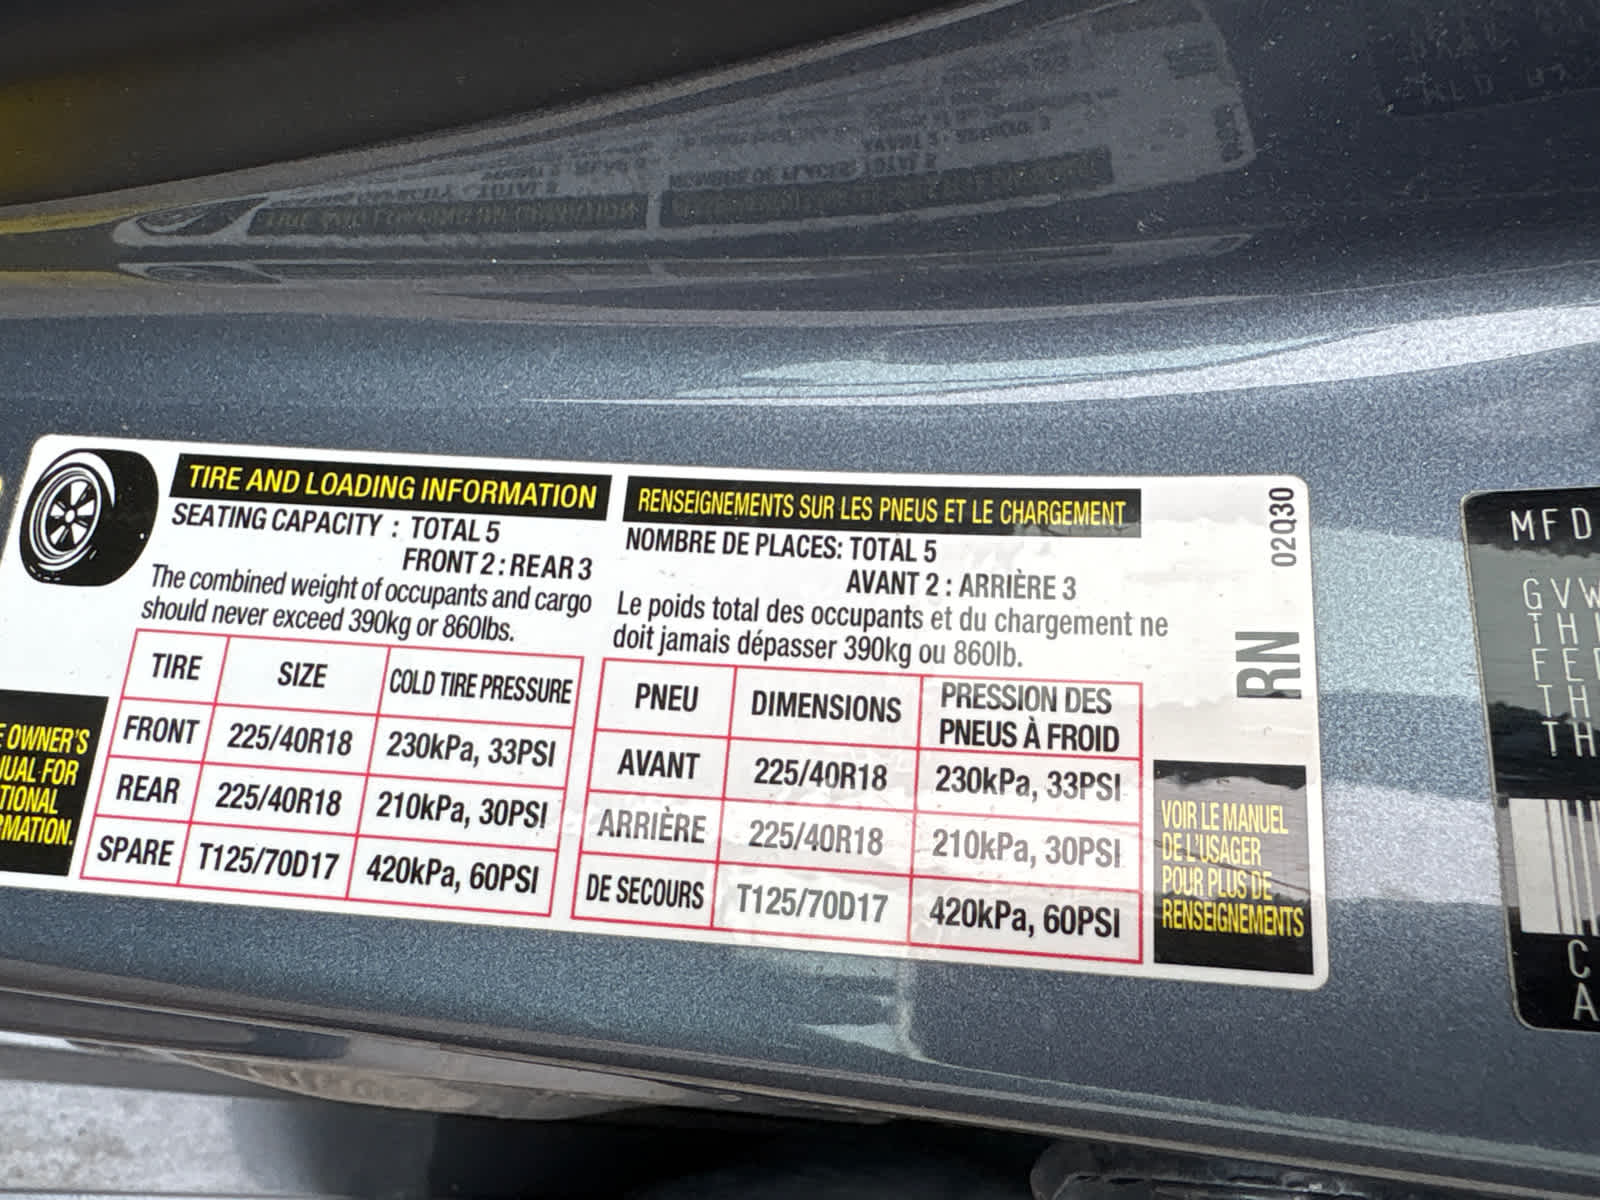 TIRE AND LOADING INFORMATION
SEATING CAPACITY : TOTAL 5
FRONT 2 : REAR 3
The combined weight of occupants and cargo
should never exceed 390kg or 860lbs.
TIRE SIZE COLD TIRE PRESSURE
FRONT 225/40R18 230kPa, 33PSI
REAR 225/40R18 210kPa, 30PSI
SPARE T125/70D17 420kPa, 60PSI
OWNER'S
FOR
RENSEIGNEMENTS SUR LES PNEUS ET LE CHARGEMENT
NOMBRE DE PLACES: TOTAL 5
AVANT 2 : ARRIÈRE 3
Le poids total des occupants et du chargement ne
doit jamais dépasser 390kg ou 860lb.
PNEU DIMENSIONS PRESSION DES
PNEUS À FROID
AVANT 225/40R18 230kPa, 33PSI
ARRIÈRE 225/40R18 210kPa, 30PSI
DE SECOURS T125/70D17 420kPa, 60PSI
02Q30
RN
VOIR LE MANUEL
DE L'USAGER
POUR PLUS DE
RENSEIGNEMENTS
MFD